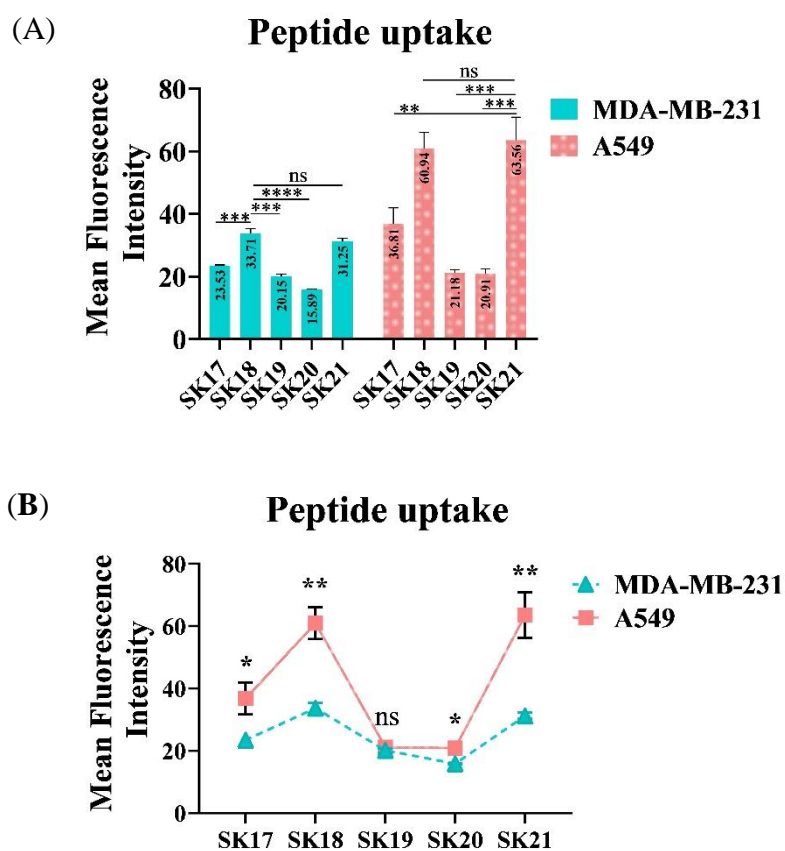 (A)
Peptide uptake
Mean Fluorescence
Intensity
80
60
40
20
0
ns
****
***
***
ns
***
***
**
23.53
33.71
20.15
15.89
31.25
36.81
60.94
21.18
20.91
63.56
SK17
SK18
SK19
SK20
SK21
SK17
SK18
SK19
SK20
SK21
MDA-MB-231
A549
(B)
Peptide uptake
Mean Fluorescence
Intensity
80
60
40
20
0
*
**
ns
*
**
SK17 SK18 SK19 SK20 SK21
MDA-MB-231
A549